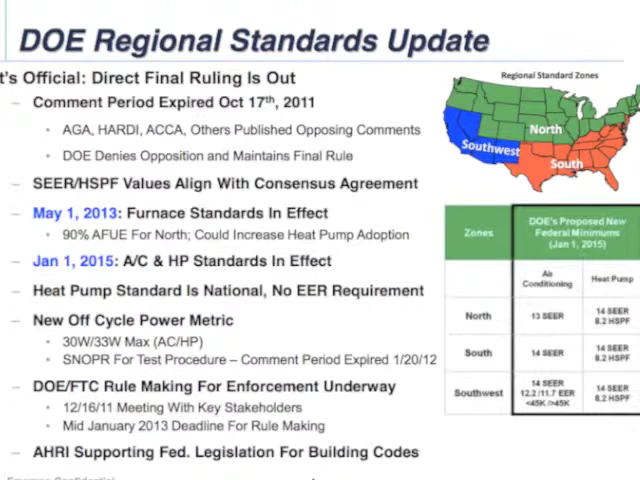 DOE Regional Standards Update
t's Official: Direct Final Ruling Is Out
– Comment Period Expired Oct 17th, 2011
• AGA, HARDI, ACCA, Others Published Opposing Comments
• DOE Denies Opposition and Maintains Final Rule
– SEER/HSPF Values Align With Consensus Agreement
– May 1, 2013: Furnace Standards In Effect
• 90% AFUE For North; Could Increase Heat Pump Adoption
– Jan 1, 2015: A/C & HP Standards In Effect
– Heat Pump Standard Is National, No EER Requirement
– New Off Cycle Power Metric
• 30W/33W Max (AC/HP)
• SNOPR For Test Procedure – Comment Period Expired 1/20/12
– DOE/FTC Rule Making For Enforcement Underway
• 12/16/11 Meeting With Key Stakeholders
• Mid January 2013 Deadline For Rule Making
– AHRI Supporting Fed. Legislation For Building Codes
Regional Standard Zones
North
Southwest
South
Zones
DOE's Proposed New
Federal Minimums
(Jan 1, 2015)
Air
Conditioning
Heat Pump
North
13 SEER
14 SEER
8.2 HSPF
South
14 SEER
14 SEER
8.2 HSPF
Southwest
14 SEER
12.2 /11.7 EER
<45K />45K
14 SEER
8.2 HSPF